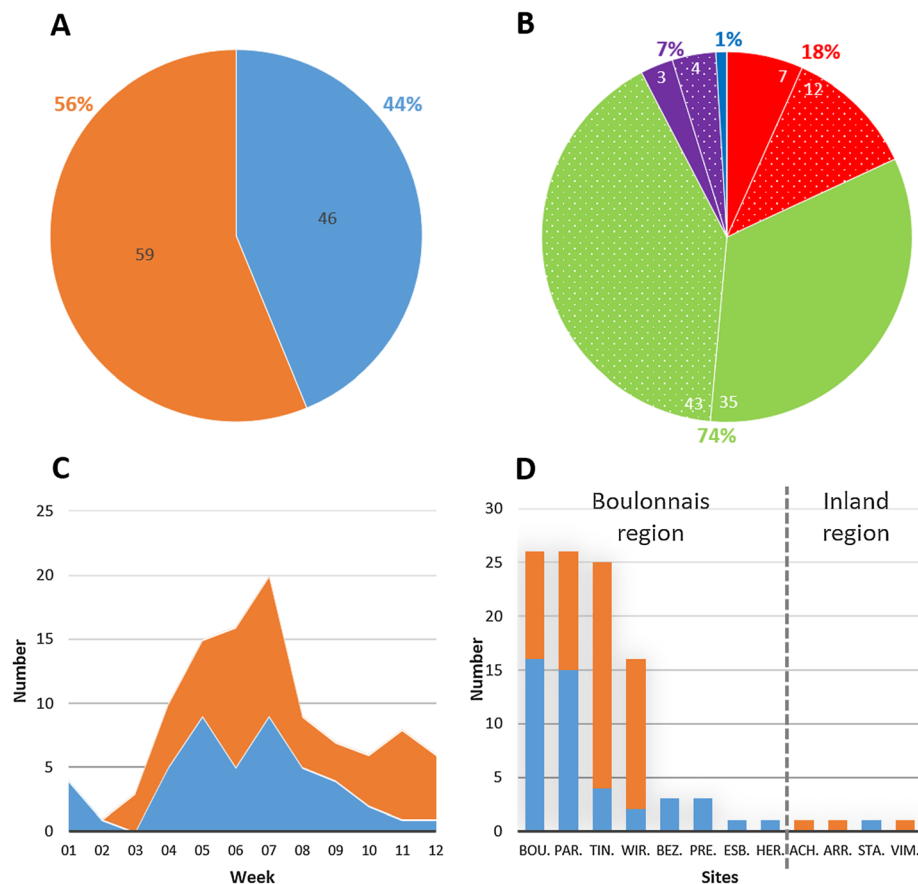 A
56%
44%
46
59
B
7%
1%
18%
3
4
7
12
43
35
74%
C
25
20
15
10
5
0
Number
01 02 03 04 05 06 07 08 09 10 11 12
Week
D
Boulonnais
region
Inland
region
30
25
20
15
10
5
0
Number
BOU. PAR. TIN. WIR. BEZ. PRE. ESB. HER. ACH. ARR. STA. VIM.
Sites